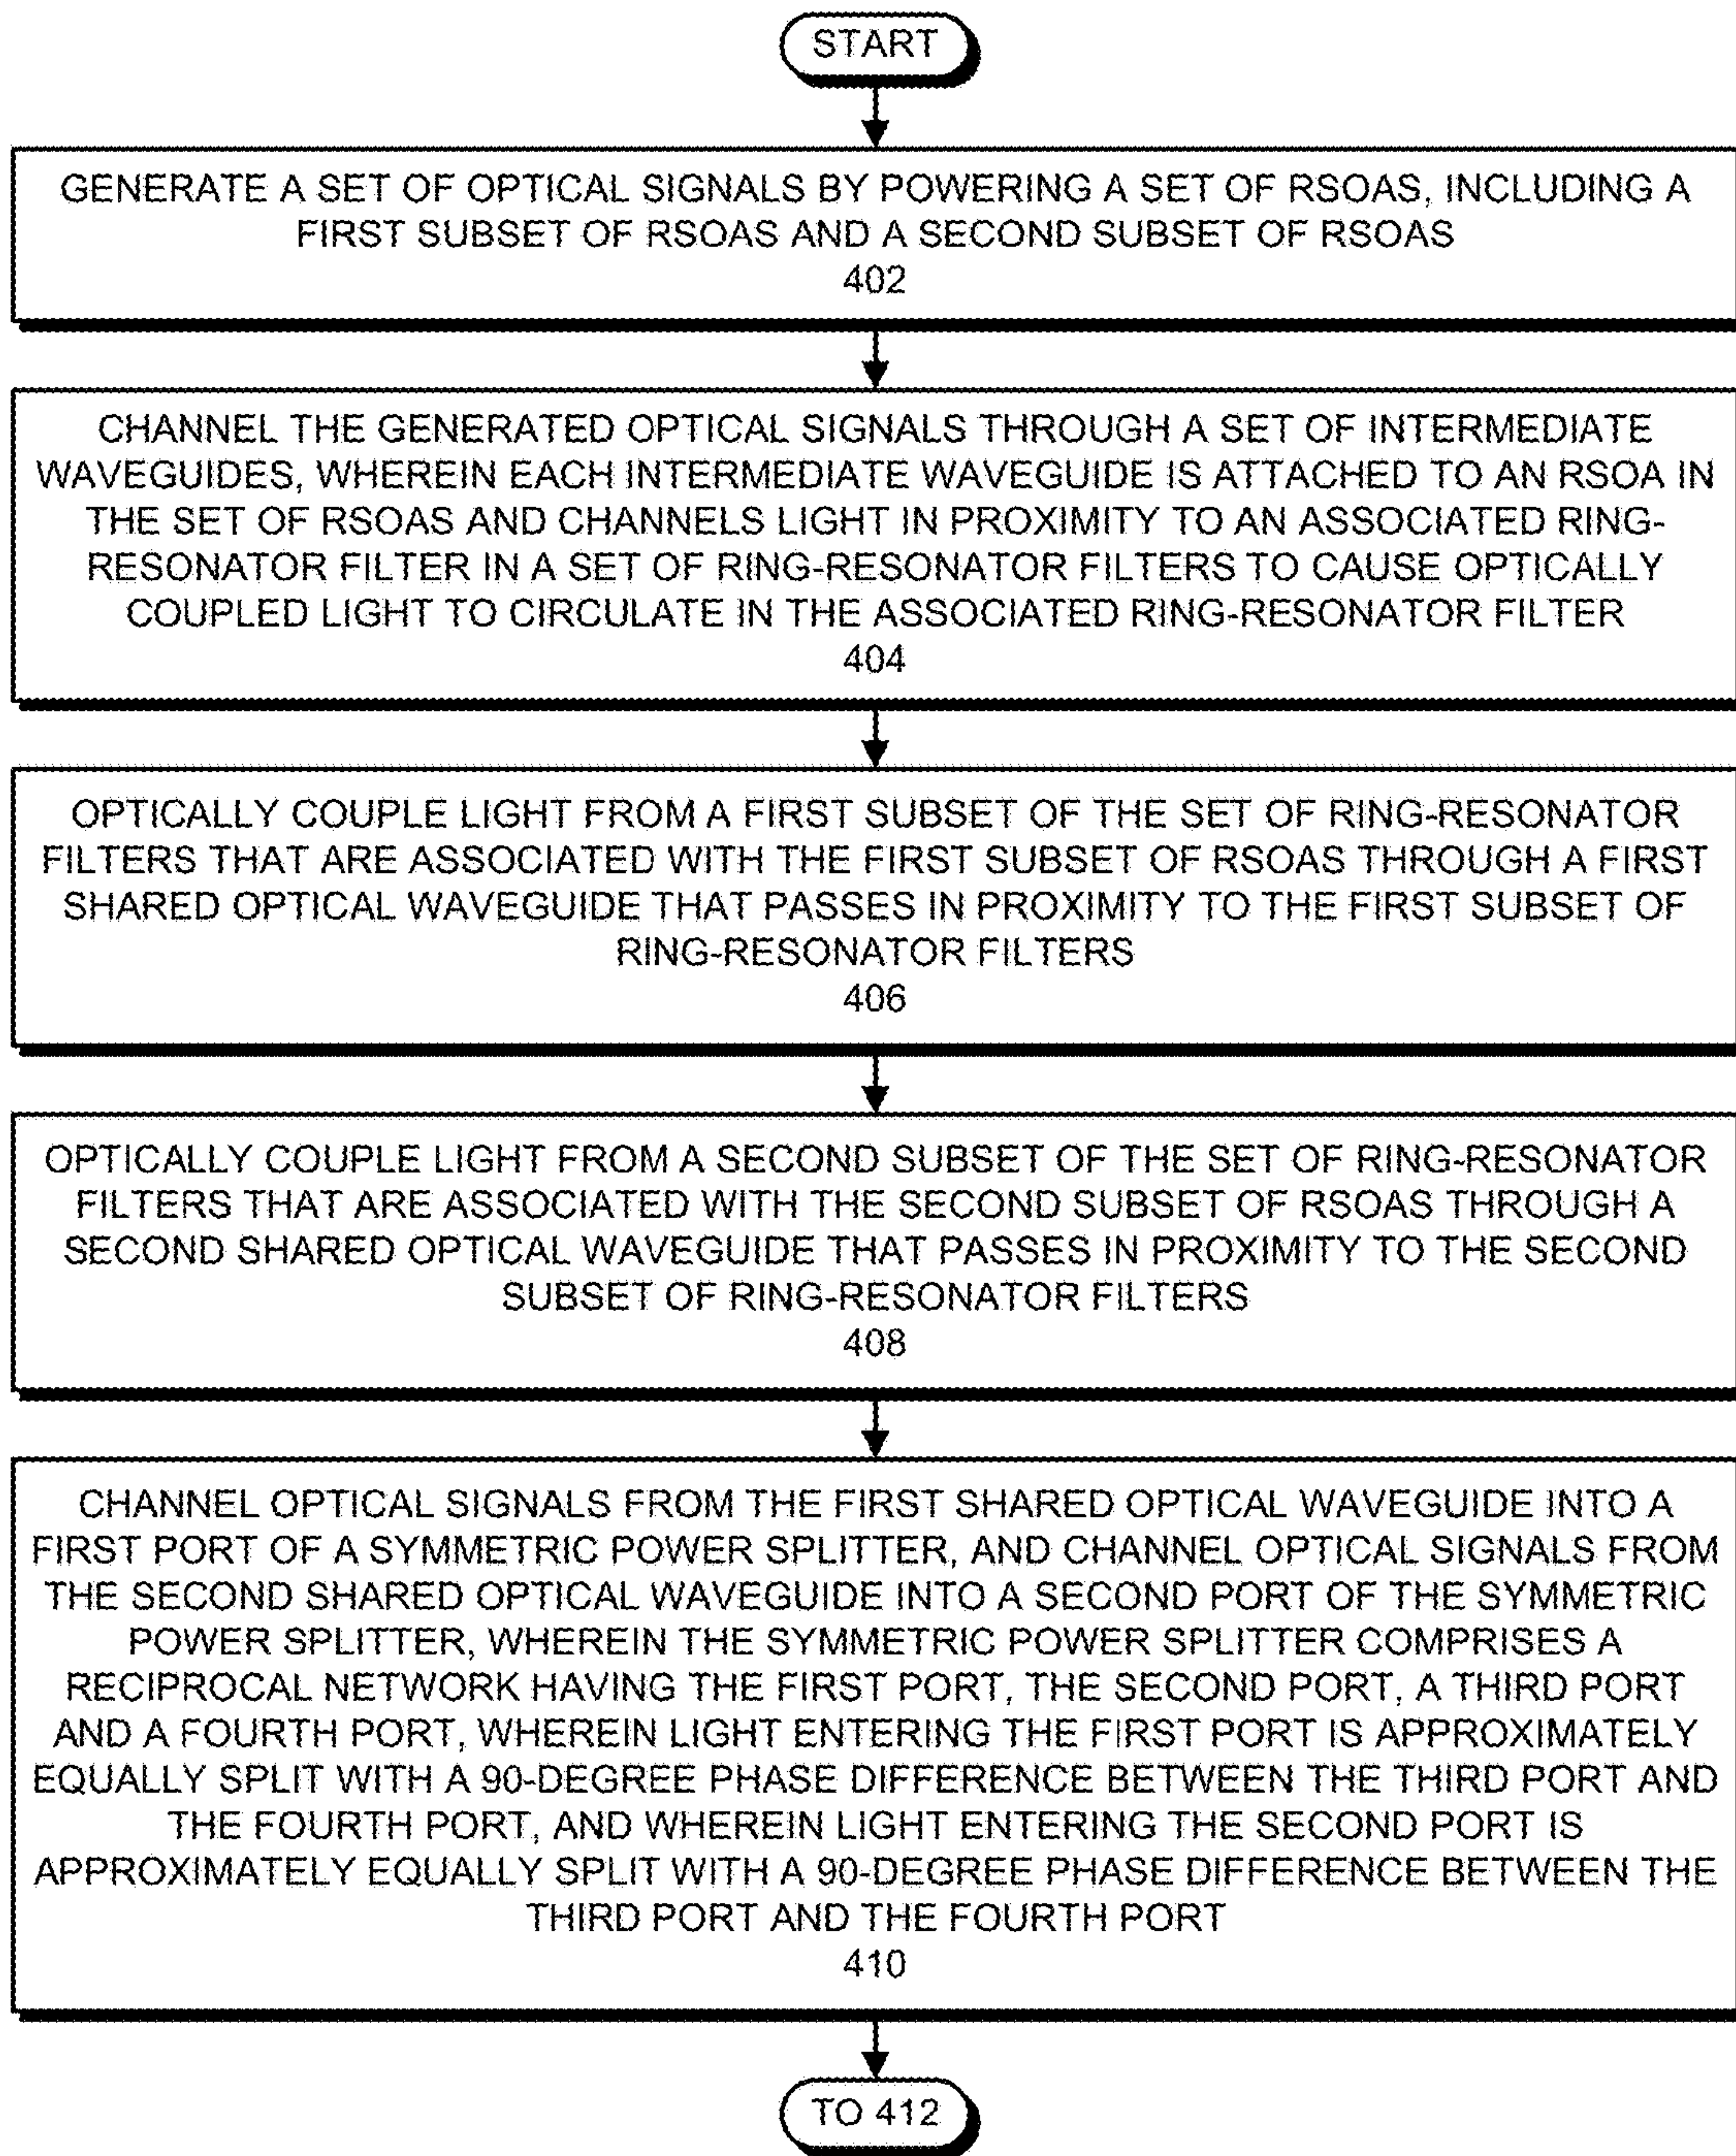 START
GENERATE A SET OF OPTICAL SIGNALS BY POWERING A SET OF RSOAS, INCLUDING A
FIRST SUBSET OF RSOAS AND A SECOND SUBSET OF RSOAS
402
CHANNEL THE GENERATED OPTICAL SIGNALS THROUGH A SET OF INTERMEDIATE
WAVEGUIDES, WHEREIN EACH INTERMEDIATE WAVEGUIDE IS ATTACHED TO AN RSOA IN
THE SET OF RSOAS AND CHANNELS LIGHT IN PROXIMITY TO AN ASSOCIATED RING-
RESONATOR FILTER IN A SET OF RING-RESONATOR FILTERS TO CAUSE OPTICALLY
COUPLED LIGHT TO CIRCULATE IN THE ASSOCIATED RING-RESONATOR FILTER
404
OPTICALLY COUPLE LIGHT FROM A FIRST SUBSET OF THE SET OF RING-RESONATOR
FILTERS THAT ARE ASSOCIATED WITH THE FIRST SUBSET OF RSOAS THROUGH A FIRST
SHARED OPTICAL WAVEGUIDE THAT PASSES IN PROXIMITY TO THE FIRST SUBSET OF
RING-RESONATOR FILTERS
406
OPTICALLY COUPLE LIGHT FROM A SECOND SUBSET OF THE SET OF RING-RESONATOR
FILTERS THAT ARE ASSOCIATED WITH THE SECOND SUBSET OF RSOAS THROUGH A
SECOND SHARED OPTICAL WAVEGUIDE THAT PASSES IN PROXIMITY TO THE SECOND
SUBSET OF RING-RESONATOR FILTERS
408
CHANNEL OPTICAL SIGNALS FROM THE FIRST SHARED OPTICAL WAVEGUIDE INTO A
FIRST PORT OF A SYMMETRIC POWER SPLITTER, AND CHANNEL OPTICAL SIGNALS FROM
THE SECOND SHARED OPTICAL WAVEGUIDE INTO A SECOND PORT OF THE SYMMETRIC
POWER SPLITTER, WHEREIN THE SYMMETRIC POWER SPLITTER COMPRISES A
RECIPROCAL NETWORK HAVING THE FIRST PORT, THE SECOND PORT, A THIRD PORT
AND A FOURTH PORT, WHEREIN LIGHT ENTERING THE FIRST PORT IS APPROXIMATELY
EQUALLY SPLIT WITH A 90-DEGREE PHASE DIFFERENCE BETWEEN THE THIRD PORT AND
THE FOURTH PORT, AND WHEREIN LIGHT ENTERING THE SECOND PORT IS
APPROXIMATELY EQUALLY SPLIT WITH A 90-DEGREE PHASE DIFFERENCE BETWEEN THE
THIRD PORT AND THE FOURTH PORT
410
TO 412